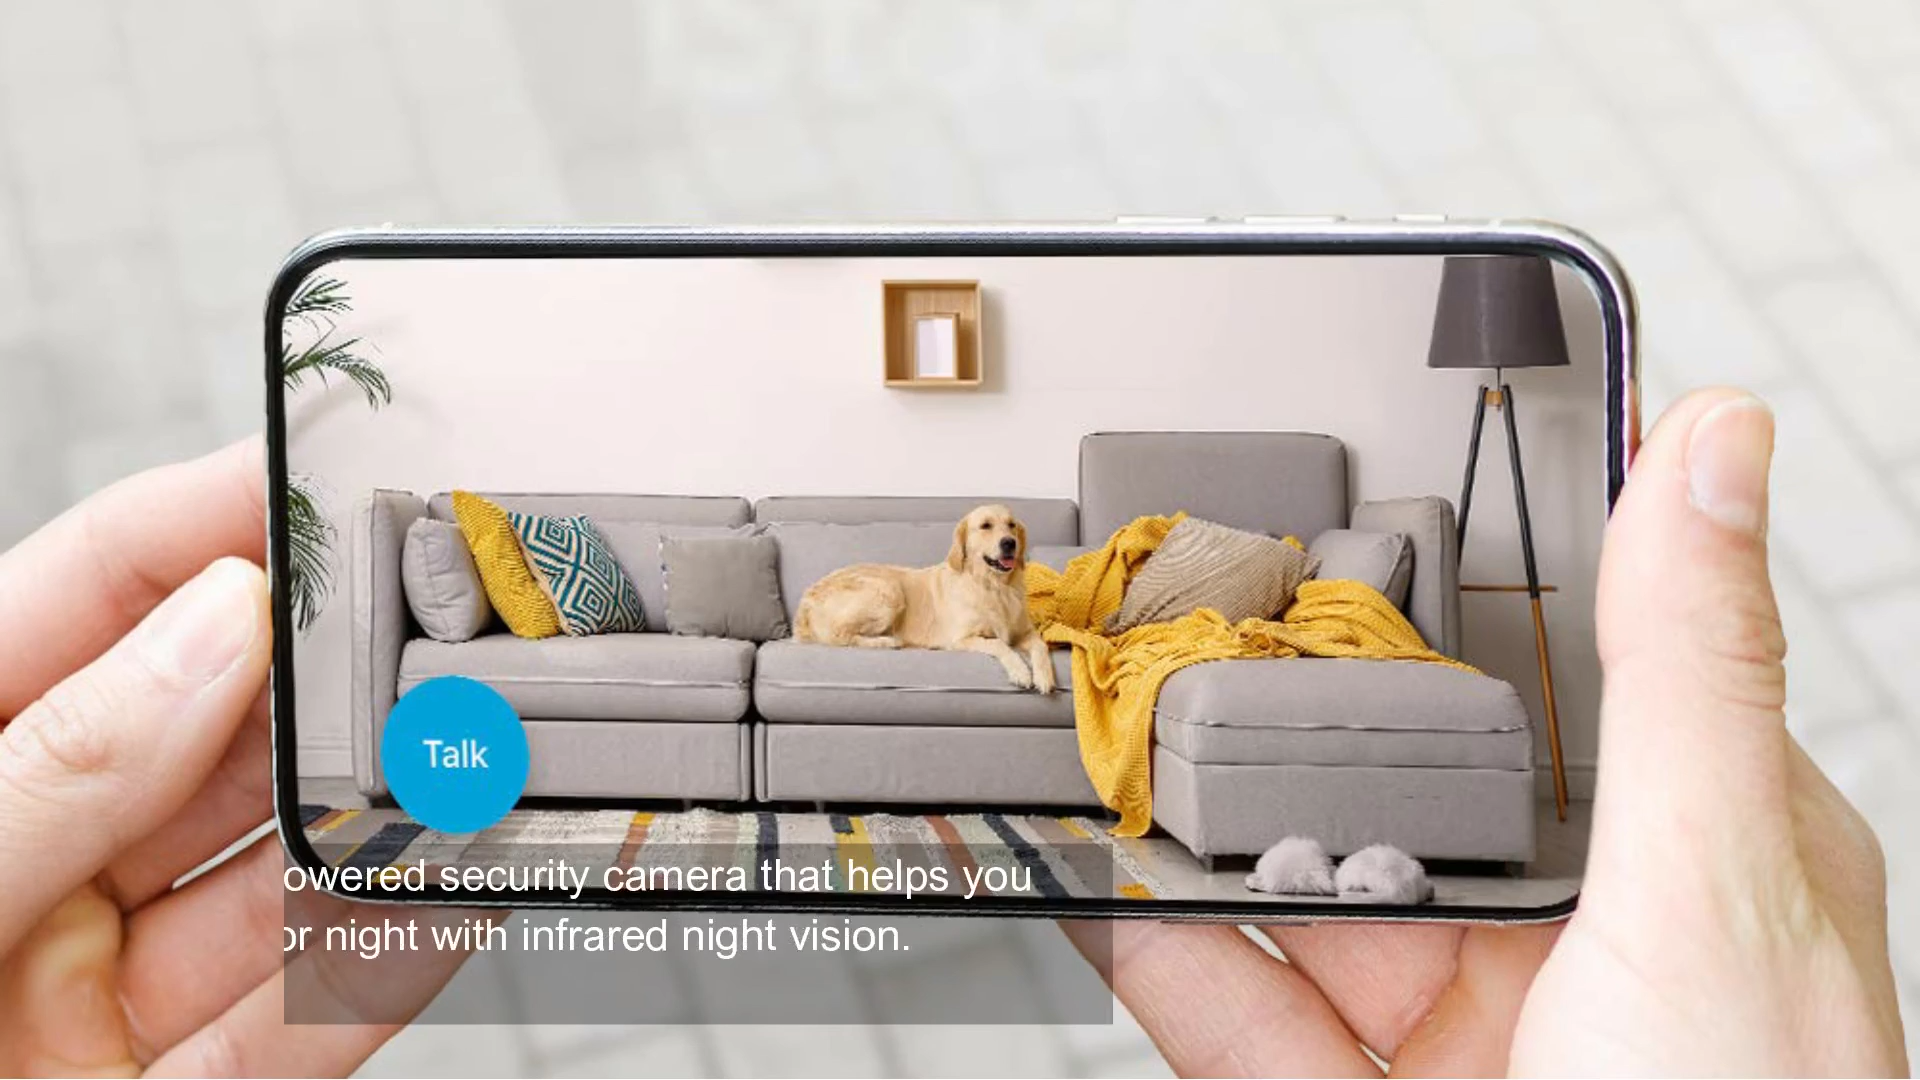 Talk
owered security camera that helps you
or night with infrared night vision.